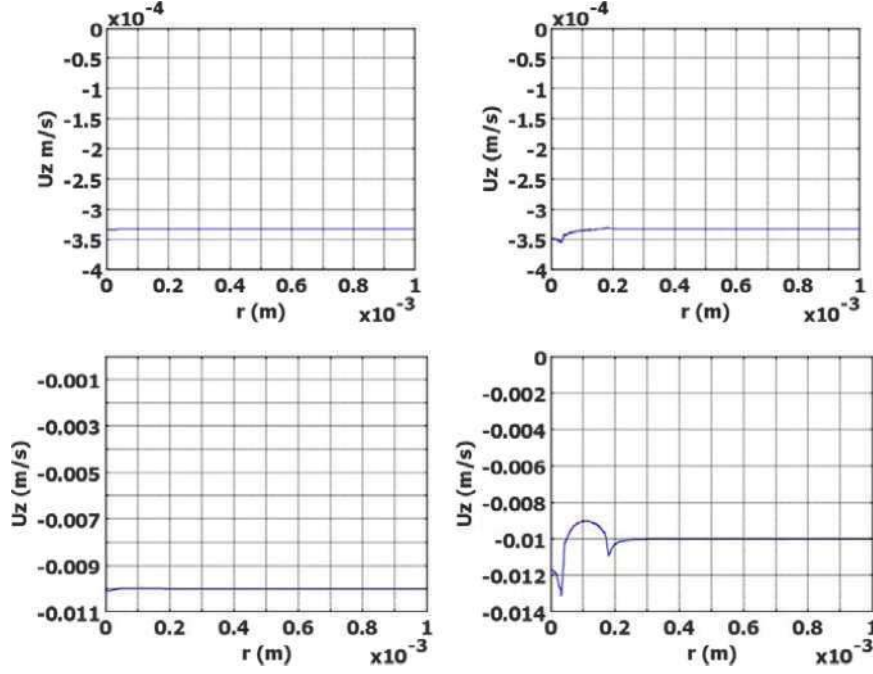 x10⁻⁴
0
-0.5
-1
-1.5
-2
-2.5
-3
-3.5
-4
Uz m/s)
0 0.2 0.4 0.6 0.8 1
r (m) x10⁻³
x10⁻⁴
0
-0.5
-1
-1.5
-2
-2.5
-3
-3.5
-4
Uz (m/s)
0 0.2 0.4 0.6 0.8 1
r (m) x10⁻³
-0.001
-0.003
-0.005
-0.007
-0.009
-0.011
Uz (m/s)
0 0.2 0.4 0.6 0.8 1
r (m) x10⁻³
0
-0.002
-0.004
-0.006
-0.008
-0.01
-0.012
-0.014
Uz (m/s)
0 0.2 0.4 0.6 0.8 1
r (m) x10⁻³